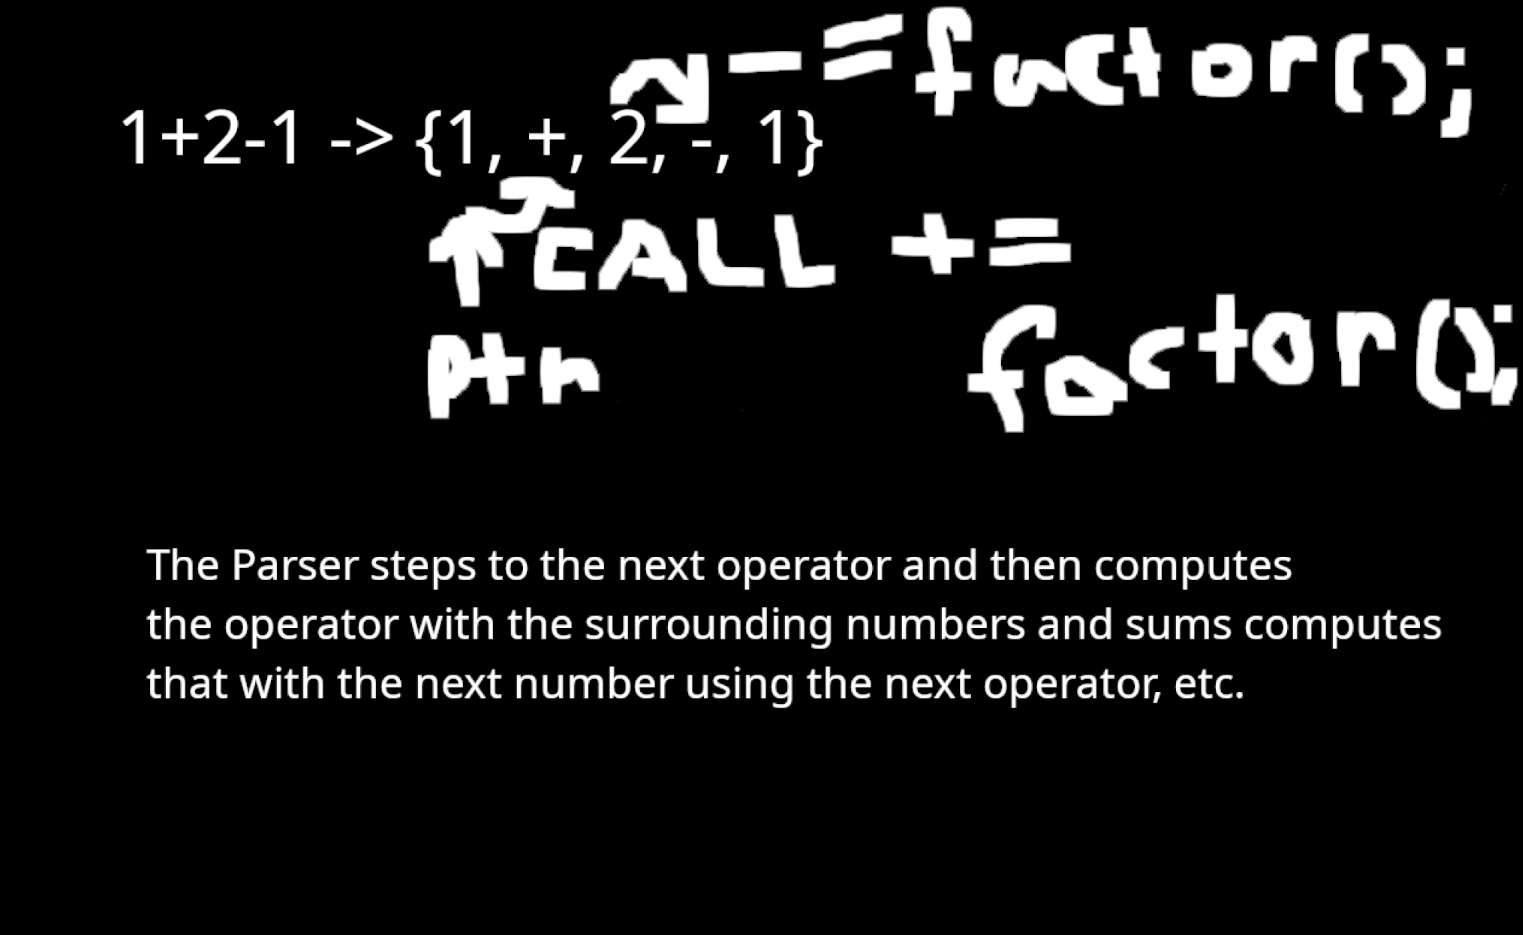 -=factor();
1+2-1 -> {1, +, 2, -, 1}
CALL +=
factor();
ptr
The Parser steps to the next operator and then computes
the operator with the surrounding numbers and sums computes
that with the next number using the next operator, etc.